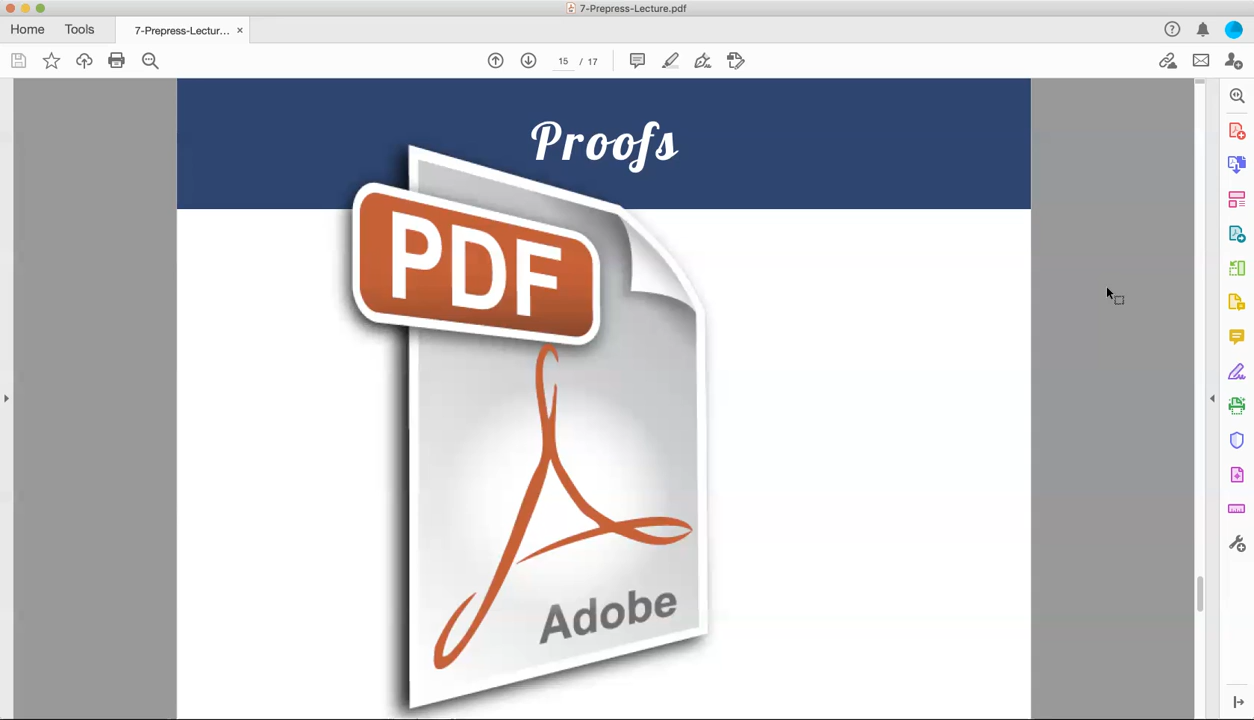 7-Prepress-Lecture.pdf
Home Tools 7-Prepress-Lectur... ×
15 / 17
Proofs
PDF
Adobe